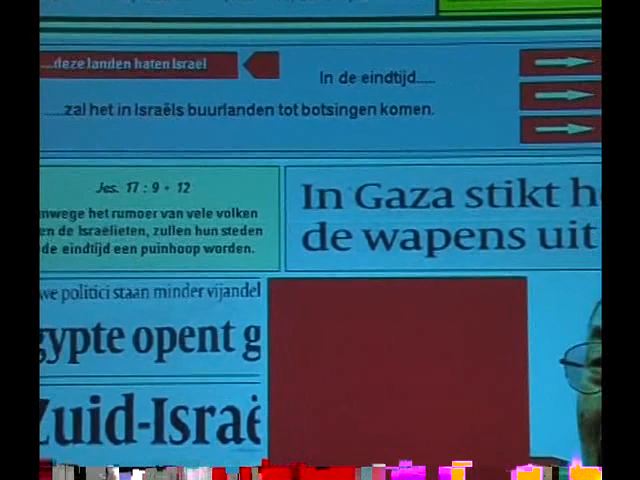 ...deze landen haten Israël
In de eindtijd.....
.....zal het in Israëls buurlanden tot botsingen komen.
Jes. 17 : 9 + 12
nwege het rumoer van vele volken
en de Israëlieten, zullen hun steden
de eindtijd een puinhoop worden.
In Gaza stikt h
de wapens uit
we politici staan minder vijandel
gypte opent g
Zuid-Israë